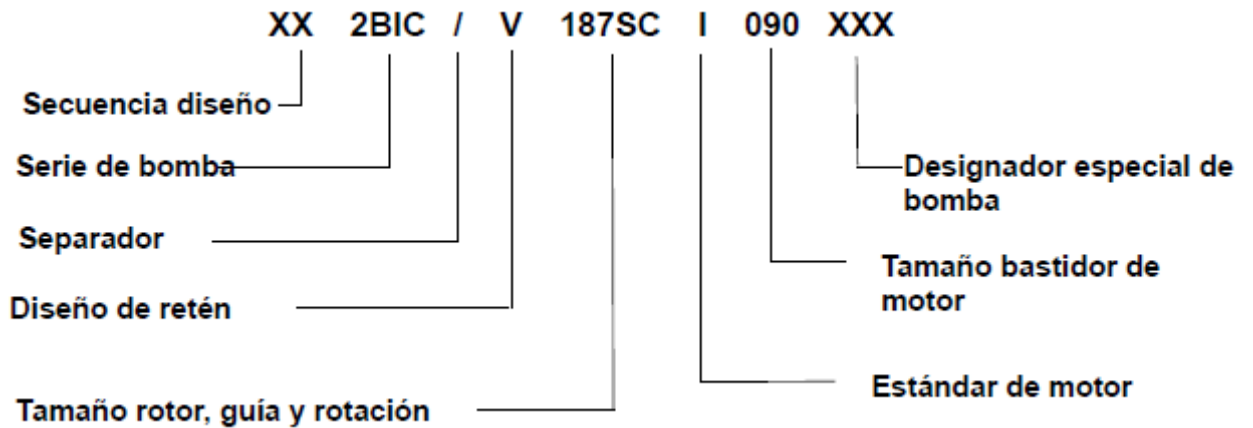 XX 2BIC / V 187SC I 090 XXX
Secuencia diseño
Serie de bomba
Separador
Diseño de retén
Tamaño rotor, guía y rotación
Designador especial de
bomba
Tamaño bastidor de
motor
Estándar de motor